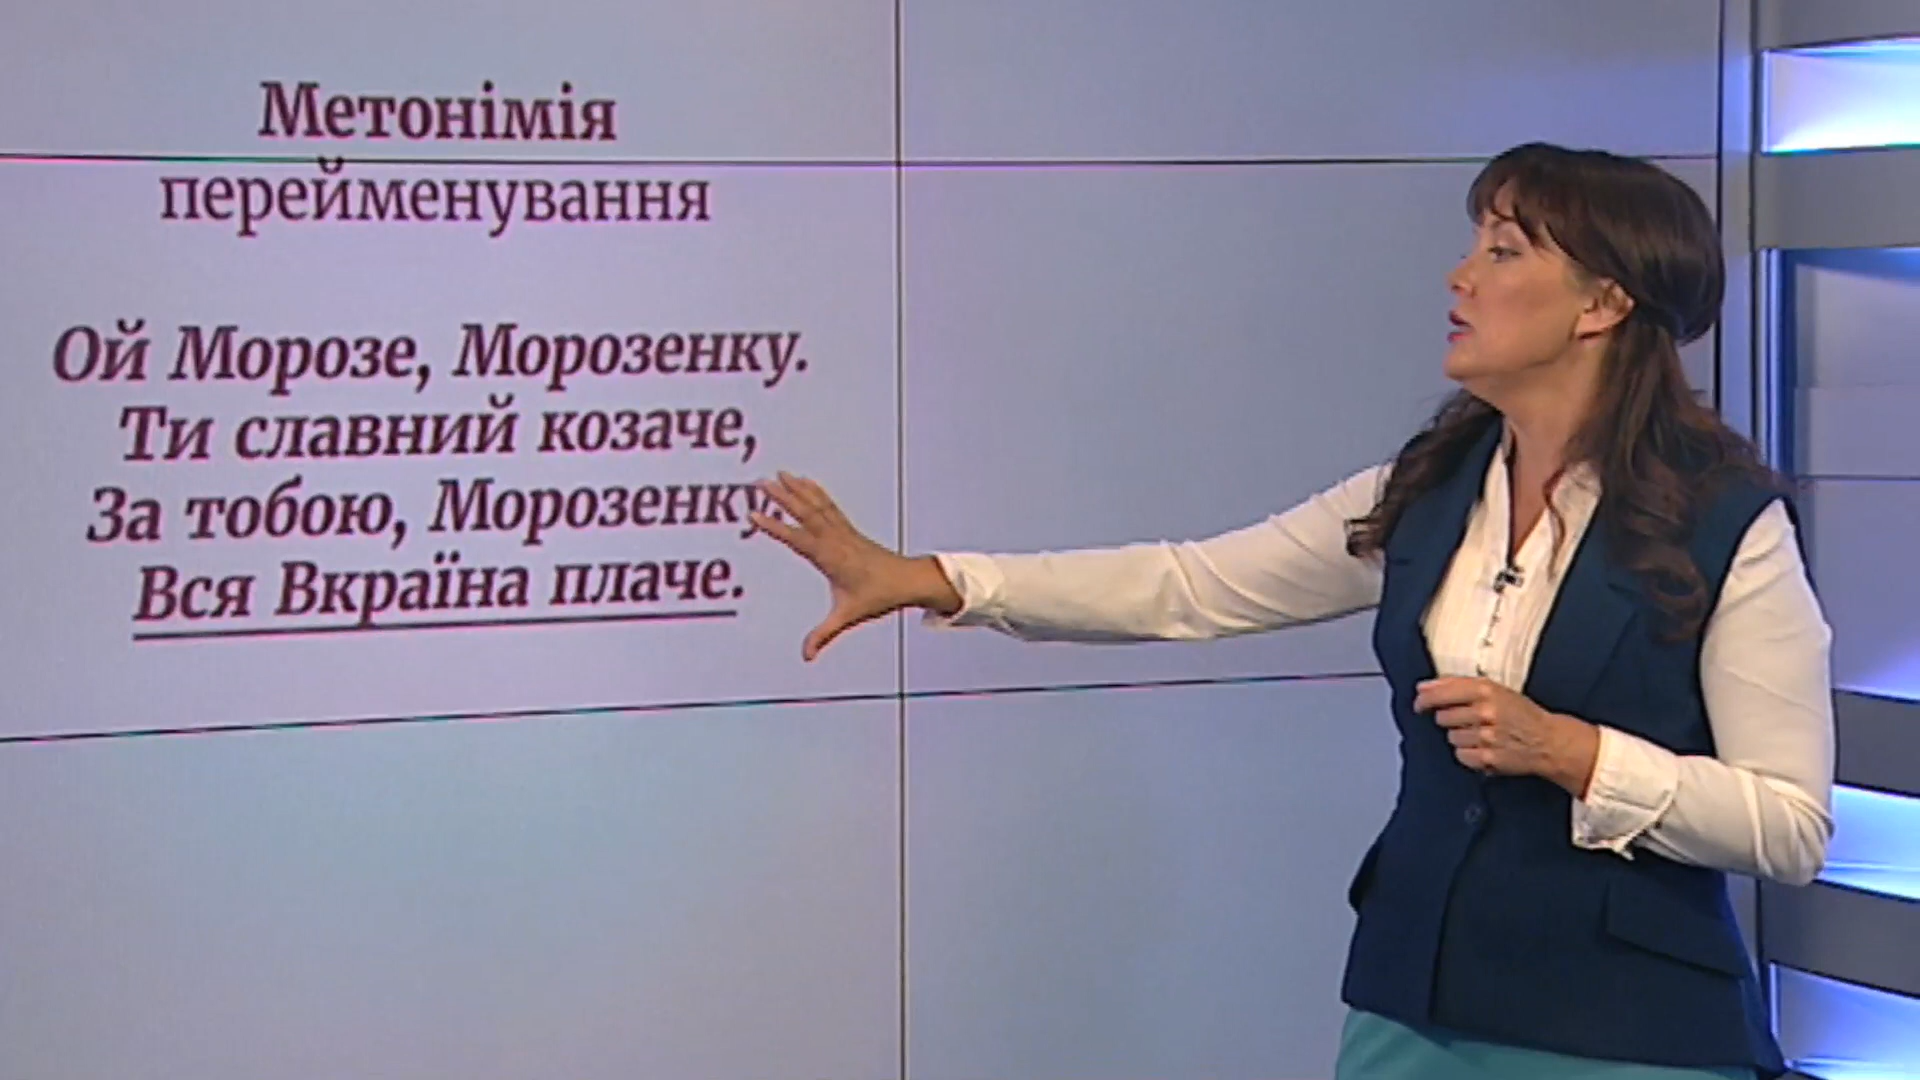 Метонімія
перейменування
Ой Морозе, Морозенку.
Ти славний козаче,
За тобою, Морозенку.
Вся Вкраїна плаче.